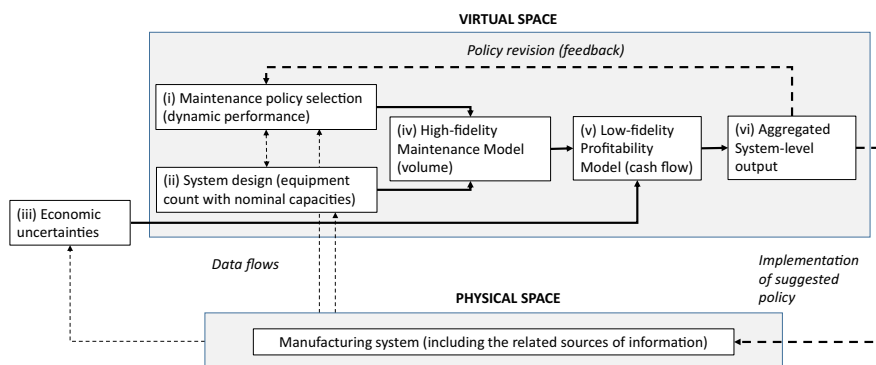 VIRTUAL SPACE
Policy revision (feedback)
(i) Maintenance policy selection
(dynamic performance)
(iv) High-fidelity
Maintenance Model
(volume)
(v) Low-fidelity
Profitability
Model (cash flow)
(vi) Aggregated
System-level
output
(ii) System design (equipment
count with nominal capacities)
(iii) Economic
uncertainties
Data flows
Implementation
of suggested
policy
PHYSICAL SPACE
Manufacturing system (including the related sources of information)